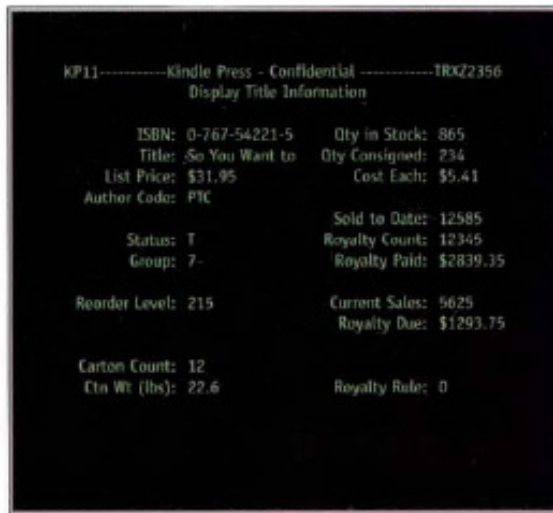 KP11----------Kindle Press - Confidential -----------TRXZ2356
Display Title Information
ISBN: 0-767-54221-5 Qty in Stock: 865
Title: So You Want to Qty Consigned: 234
List Price: $31.95 Cost Each: $5.41
Author Code: PTC
Sold to Date: 12585
Status: T Royalty Count: 12345
Group: 7- Royalty Paid: $2839.35
Reorder Level: 215 Current Sales: 5625
Royalty Due: $1293.75
Carton Count: 12
Ctn Wt (lbs): 22.6 Royalty Rule: 0